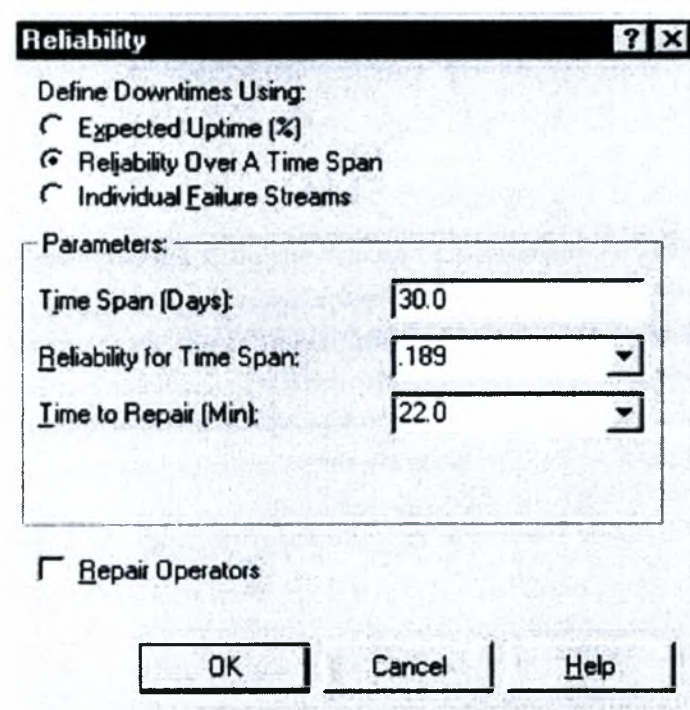 Reliability ? X
Define Downtimes Using:
Expected Uptime (%)
Reliability Over A Time Span
Individual Failure Streams
Parameters:
Time Span (Days): 30.0
Reliability for Time Span: .189
Time to Repair (Min): 22.0
Repair Operators
OK Cancel Help